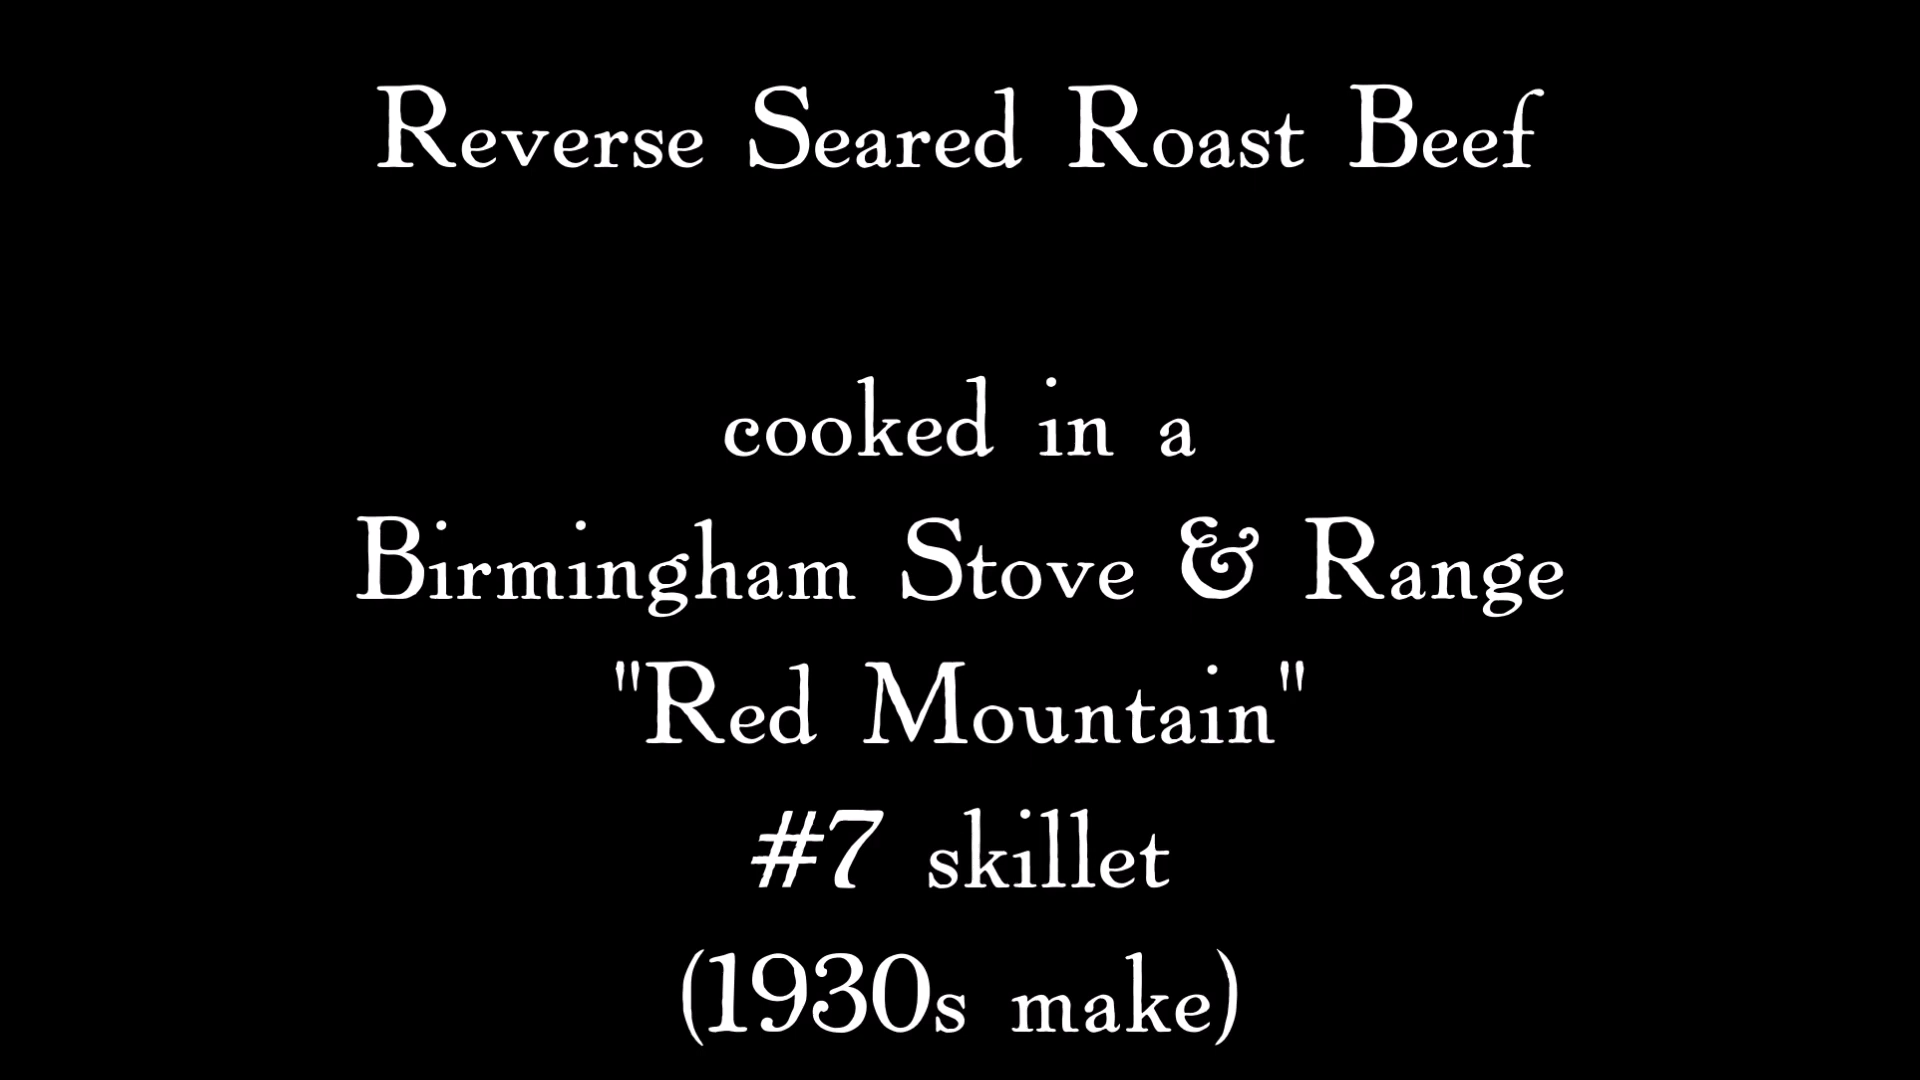 Reverse Seared Roast Beef
cooked in a
Birmingham Stove & Range
"Red Mountain"
#7 skillet
(1930s make)